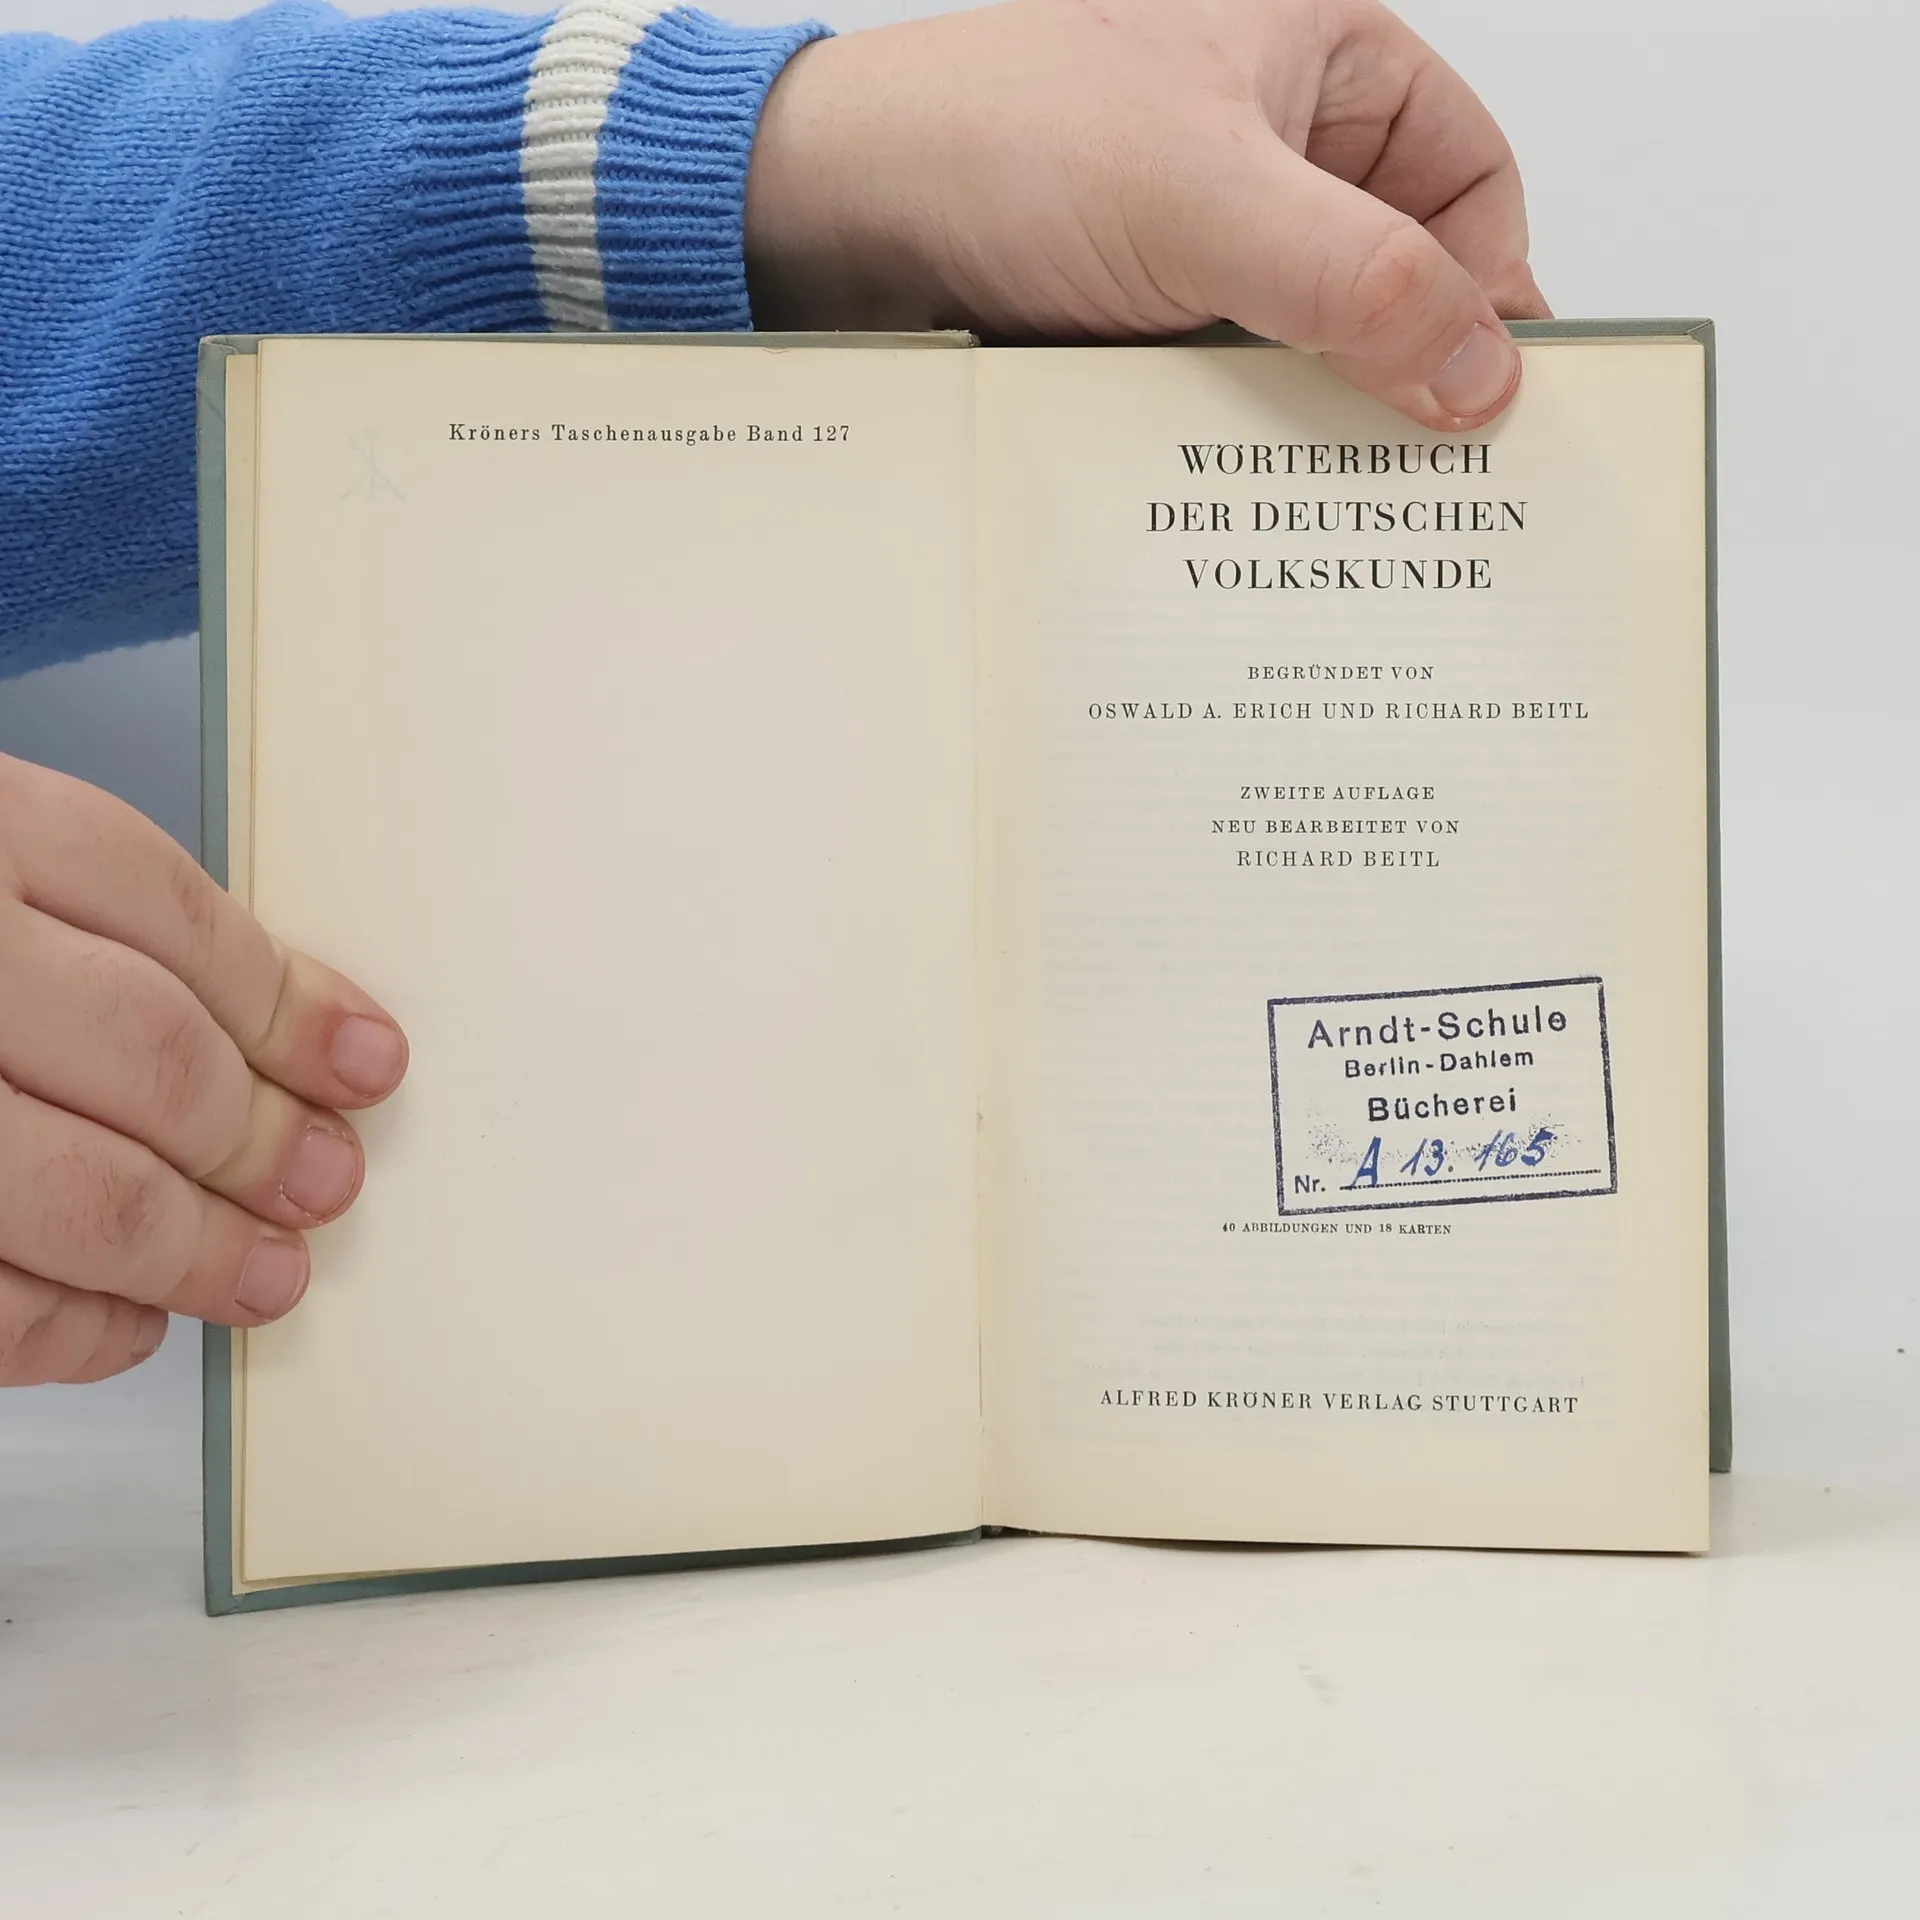 Kröners Taschenausgabe Band 127
WÖRTERBUCH
DER DEUTSCHEN
VOLKSKUNDE
BEGRÜNDET VON
OSWALD A. ERICH UND RICHARD BEITL
ZWEITE AUFLAGE
NEU BEARBEITET VON
RICHARD BEITL
Arndt-Schule
Berlin-Dahlem
Bücherei
Nr. A 13. 165
40 ABBILDUNGEN UND 18 KARTEN
ALFRED KRÖNER VERLAG STUTTGART